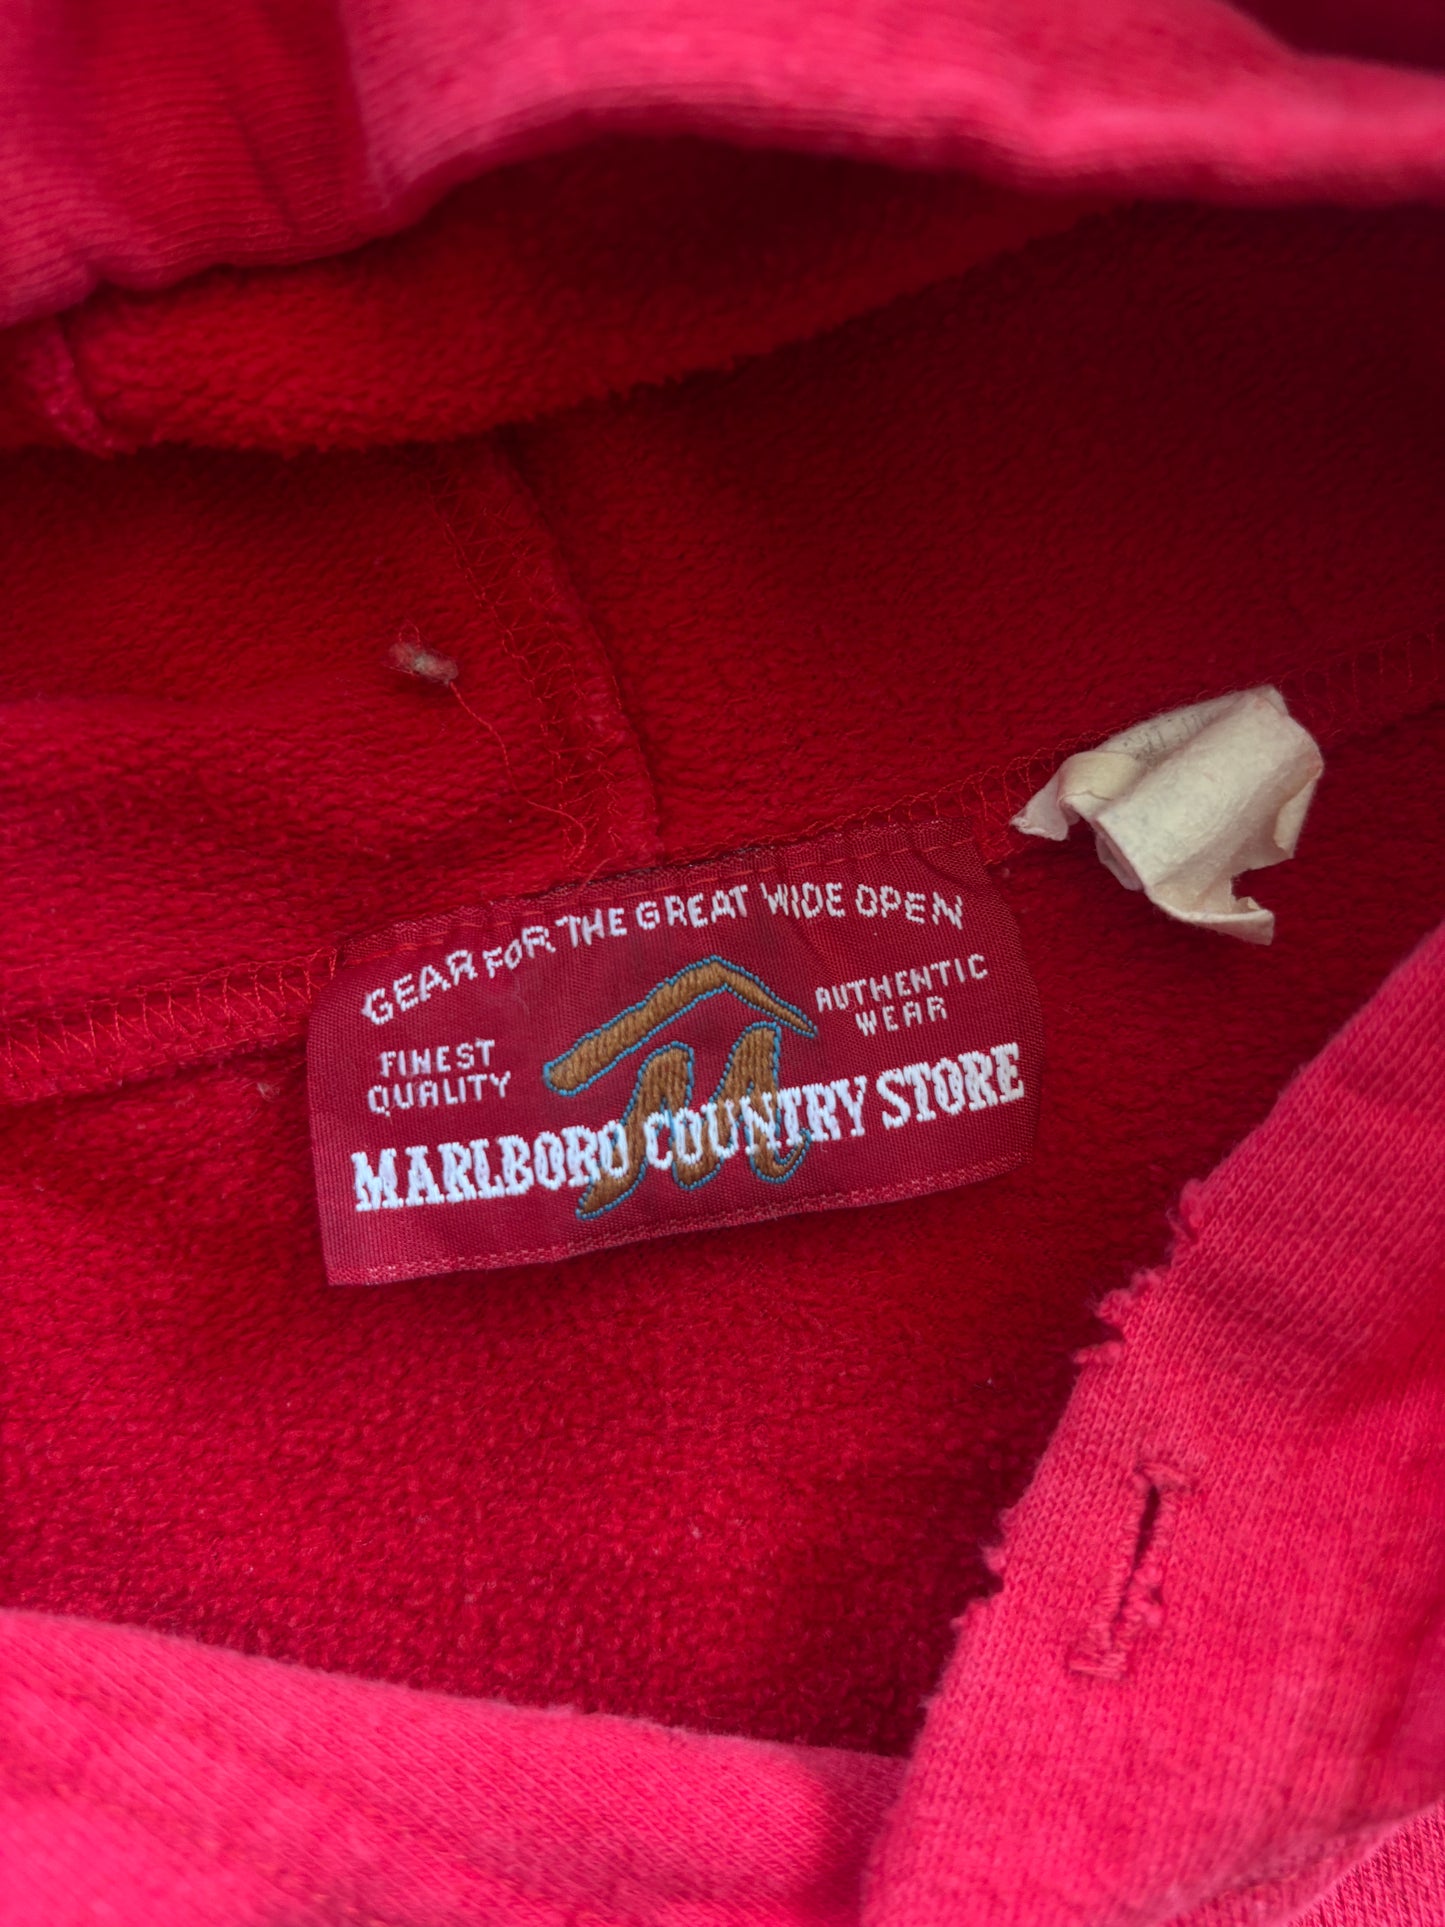 GEAR FOR THE GREAT WIDE OPEN
FINEST
QUALITY
AUTHENTIC
WEAR
MARLBORO COUNTRY STORE